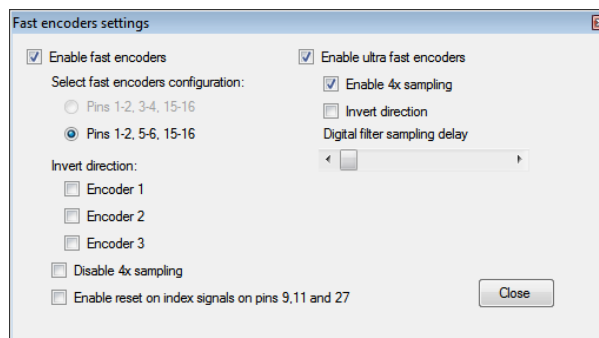 Fast encoders settings
Enable fast encoders
Select fast encoders configuration:
Pins 1-2, 3-4, 15-16
Pins 1-2, 5-6, 15-16
Invert direction:
Encoder 1
Encoder 2
Encoder 3
Disable 4x sampling
Enable reset on index signals on pins 9,11 and 27
Enable ultra fast encoders
Enable 4x sampling
Invert direction
Digital filter sampling delay
Close